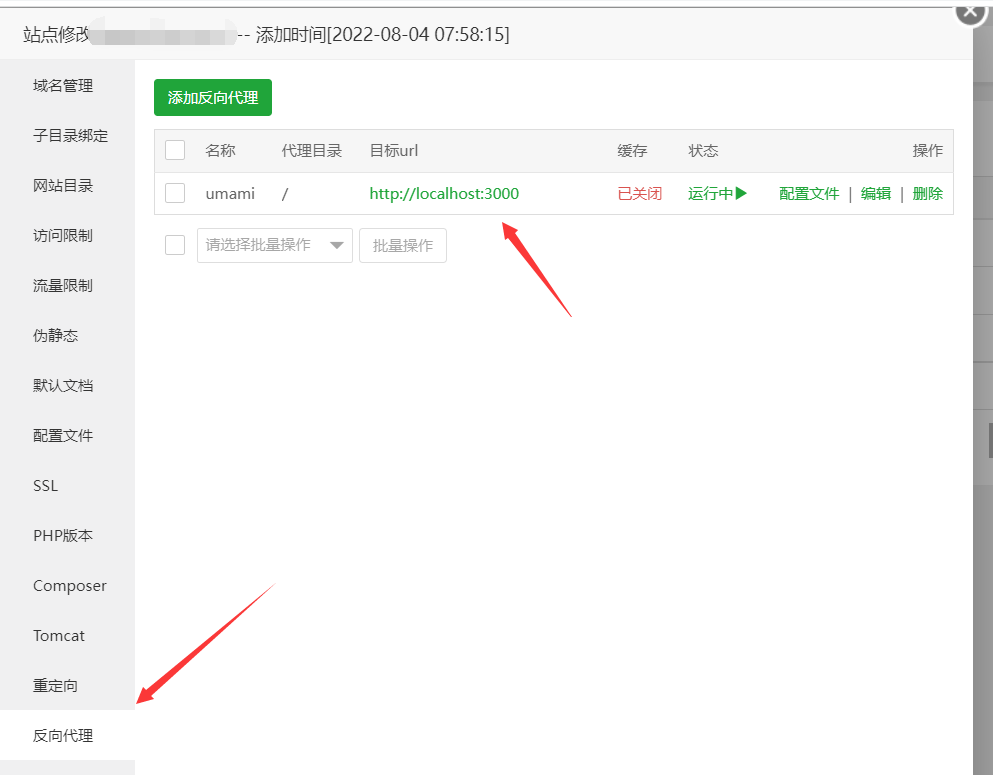 站点修改 -- 添加时间[2022-08-04 07:58:15]
域名管理
子目录绑定
网站目录
访问限制
流量限制
伪静态
默认文档
配置文件
SSL
PHP版本
Composer
Tomcat
重定向
反向代理
添加反向代理
名称 代理目录 目标url 缓存 状态 操作
umami / http://localhost:3000 已关闭 运行中 配置文件 | 编辑 | 删除
请选择批量操作 批量操作